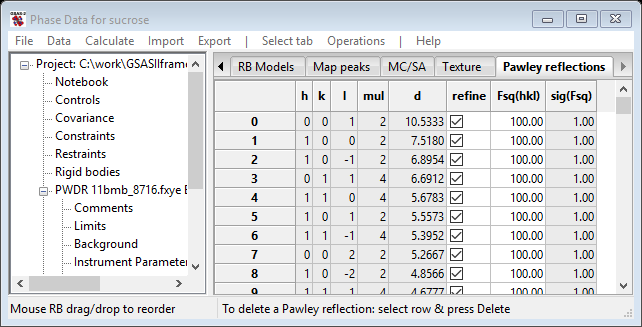 GSAS-II
Phase Data for sucrose
File Data Calculate Import Export | Select tab Operations | Help
Project: C:\work\GSASIIframe
Notebook
Controls
Covariance
Constraints
Restraints
Rigid bodies
PWDR 11bmb_8716.fxye B
Comments
Limits
Background
Instrument Parameter
RB Models Map peaks MC/SA Texture Pawley reflections
h k l mul d refine Fsq(hkl) sig(Fsq)
0 0 0 1 2 10.5333 100.00 1.00
1 1 0 0 2 7.5180 100.00 1.00
2 1 0 -1 2 6.8954 100.00 1.00
3 0 1 1 4 6.6912 100.00 1.00
4 1 1 0 4 5.6783 100.00 1.00
5 1 0 1 2 5.5573 100.00 1.00
6 1 1 -1 4 5.3952 100.00 1.00
7 0 0 2 2 5.2667 100.00 1.00
8 1 0 -2 2 4.8566 100.00 1.00
9 1 1 1 4 4.6777 100.00 1.00
Mouse RB drag/drop to reorder
To delete a Pawley reflection: select row & press Delete